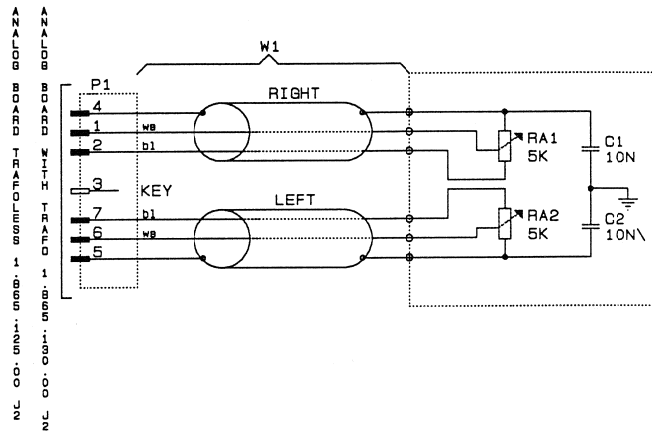 ANALOG BOARD TRAFOLESS 1.865.125.00 J2
ANALOG BOARD WITH TRAFO 1.865.130.00 J2
W1
P1
RIGHT
4
1 ws
2 bl
3 KEY
LEFT
7 bl
6 ws
5
RA1
5K
RA2
5K
C1
10N
C2
10N\